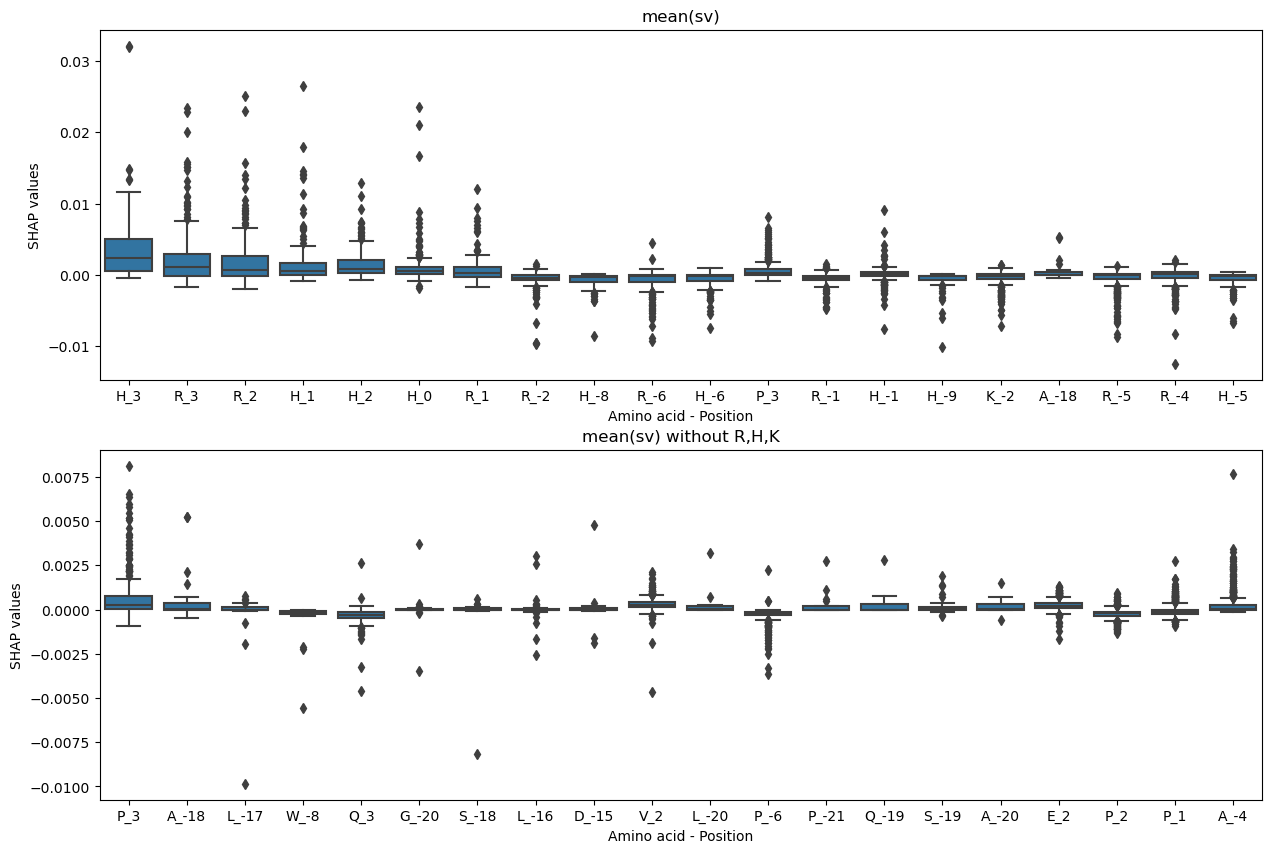 mean(sv)
0.03
0.02
0.01
0.00
−0.01
SHAP values
H_3 R_3 R_2 H_1 H_2 H_0 R_1 R_-2 H_-8 R_-6 H_-6 P_3 R_-1 H_-1 H_-9 K_-2 A_-18 R_-5 R_-4 H_-5
Amino acid - Position
mean(sv) without R,H,K
0.0075
0.0050
0.0025
0.0000
−0.0025
−0.0050
−0.0075
−0.0100
SHAP values
P_3 A_-18 L_-17 W_-8 Q_3 G_-20 S_-18 L_-16 D_-15 V_2 L_-20 P_-6 P_-21 Q_-19 S_-19 A_-20 E_2 P_2 P_1 A_-4
Amino acid - Position